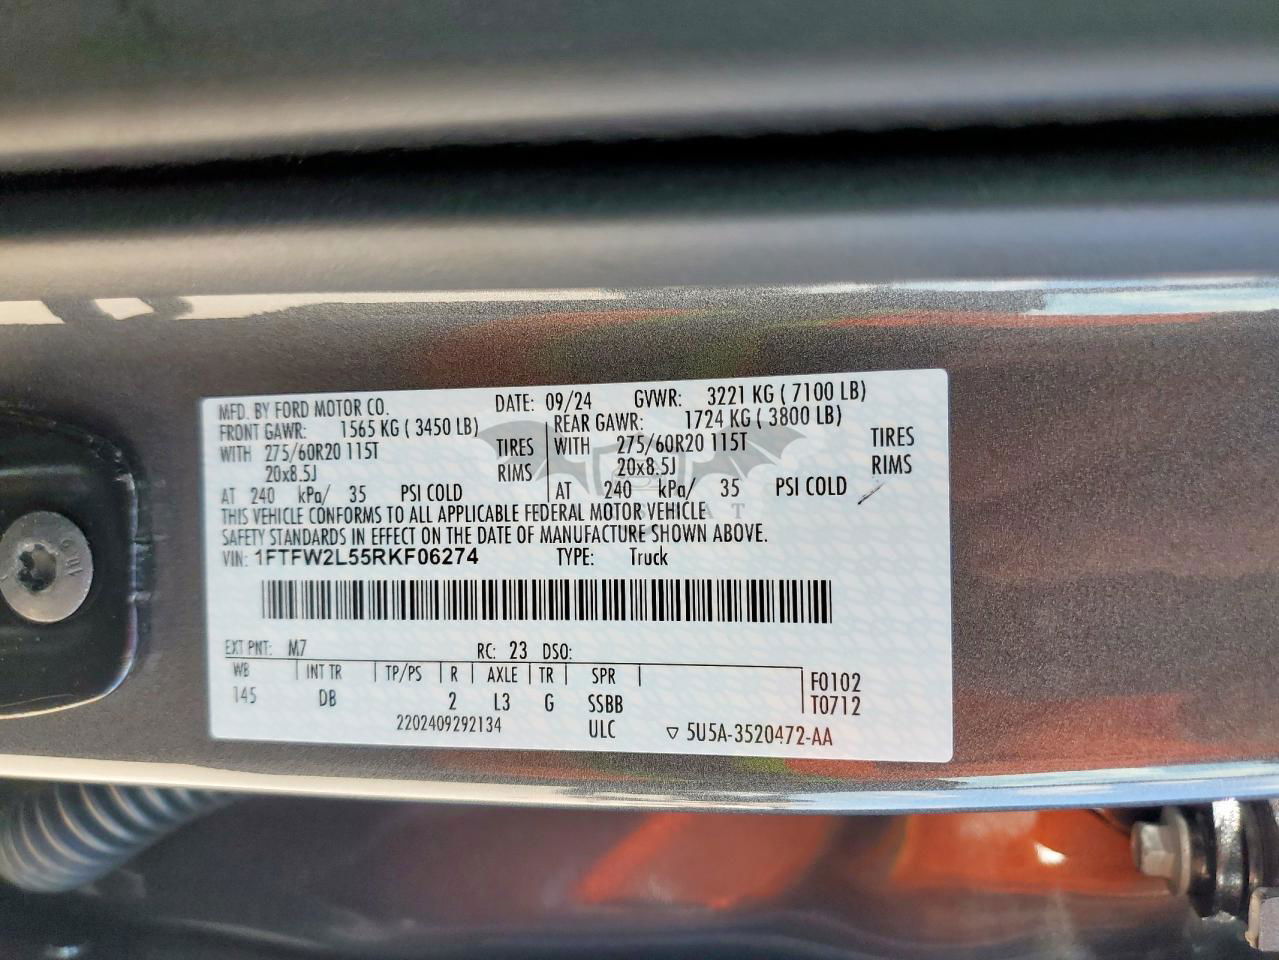 MFD. BY FORD MOTOR CO. DATE: 09/24 GVWR: 3221 KG ( 7100 LB)
FRONT GAWR: 1565 KG ( 3450 LB) REAR GAWR: 1724 KG ( 3800 LB)
WITH 275/60R20 115T TIRES WITH 275/60R20 115T TIRES
20x8.5J RIMS 20x8.5J RIMS
AT 240 kPa/ 35 PSI COLD AT 240 kPa/ 35 PSI COLD
THIS VEHICLE CONFORMS TO ALL APPLICABLE FEDERAL MOTOR VEHICLE
SAFETY STANDARDS IN EFFECT ON THE DATE OF MANUFACTURE SHOWN ABOVE.
VIN: 1FTFW2L55RKF06274 TYPE: Truck
EXT PNT: M7 RC: 23 DSO:
WB INT TR TP/PS R AXLE TR SPR F0102
145 DB 2 L3 G SSBB T0712
2202409292134 ULC ▽ 5U5A-3520472-AA